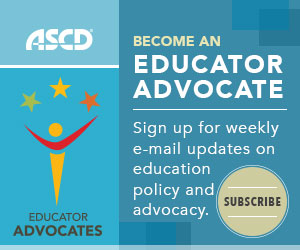 ASCD®
EDUCATOR
ADVOCATES
BECOME AN
EDUCATOR
ADVOCATE
Sign up for weekly
e-mail updates on
education
policy and
advocacy.
SUBSCRIBE